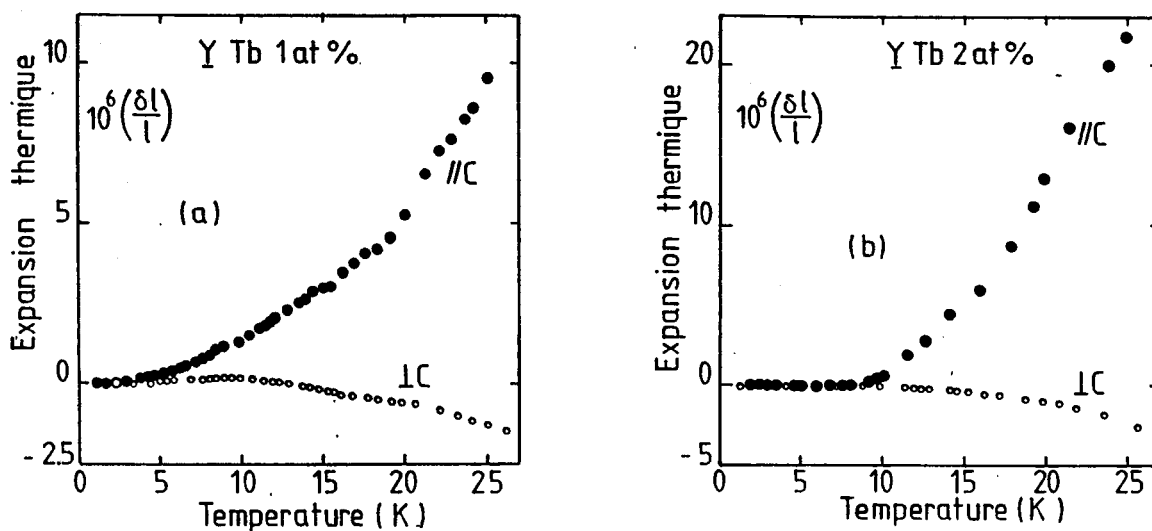 Expansion thermique
10
5
0
-2.5
Y Tb 1 at %
10⁶(δl/l)
//C
(a)
⊥C
0
5
10
15
20
25
Temperature (K)
Expansion thermique
20
10
0
-5
Y Tb 2 at %
10⁶(δl/l)
//C
(b)
⊥C
0
5
10
15
20
25
Temperature (K)